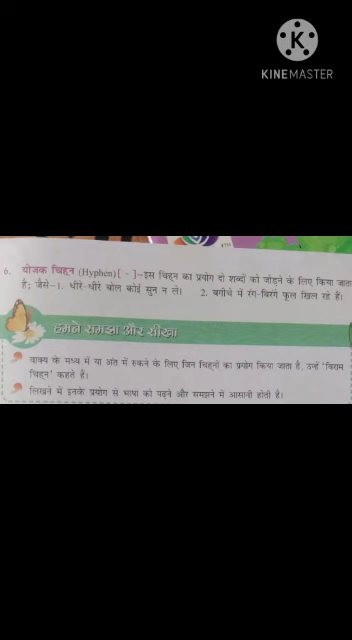 KINEMASTER
6. योजक चिह्न (Hyphen) [ - ]–इस चिह्न का प्रयोग दो शब्दों को जोड़ने के लिए किया जाता
है; जैसे–1. धीरे-धीरे बोल कोई सुन न ले। 2. बगीचे में रंग-बिरंगे फूल खिल रहे हैं।
हमने समझा और सीखा
वाक्य के मध्य में या अंत में रुकने के लिए जिन चिह्नों का प्रयोग किया जाता है, उन्हें 'विराम
चिह्न' कहते हैं।
लिखने में इनके प्रयोग से भाषा को पढ़ने और समझने में आसानी होती है।